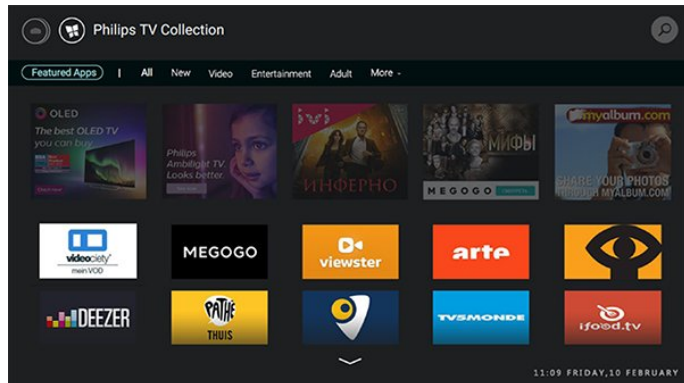 Philips TV Collection
Featured Apps | All New Video Entertainment Adult More
OLED
The best OLED TV
you can buy
Philips
Ambilight TV.
Looks better.
ivi
ИНФЕРНО
МИФЫ
MEGOGO
myalbum.com
SHARE YOUR PHOTOS
THROUGH MYALBUM.COM
videociety
mein VOD
MEGOGO
viewster
arte
DEEZER
PATHÉ
THUIS
TV5MONDE
ifood.tv
11:09 FRIDAY,10 FEBRUARY